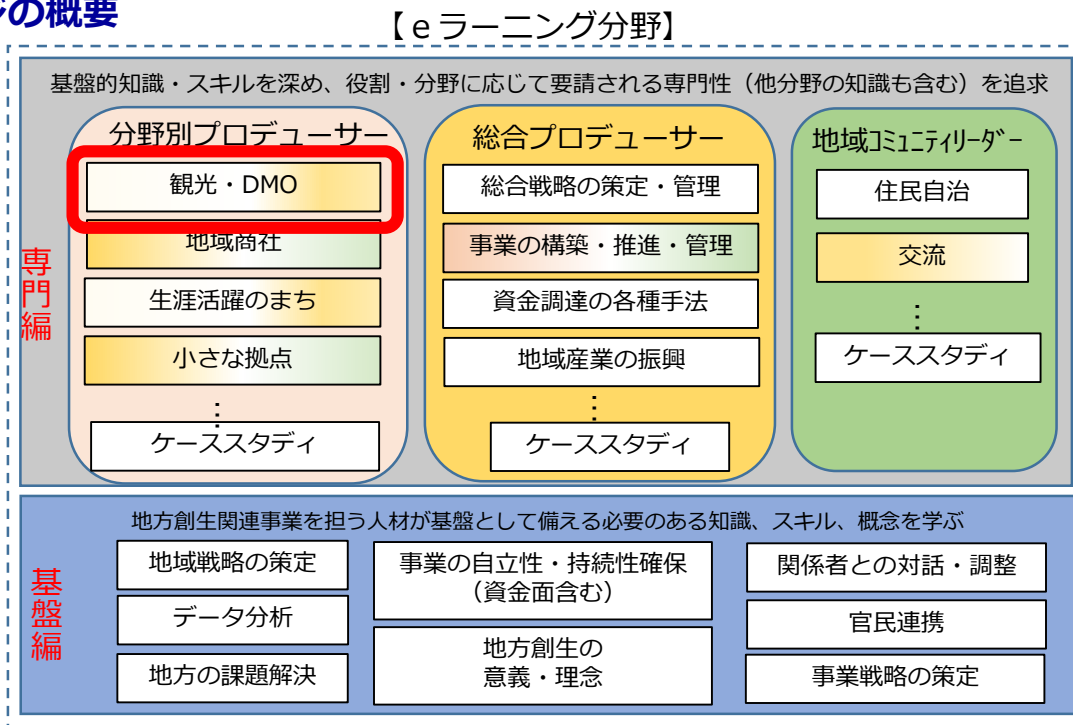 ジの概要
【eラーニング分野】
基盤的知識・スキルを深め、役割・分野に応じて要請される専門性（他分野の知識も含む）を追求
専門編
分野別プロデューサー
観光・DMO
地域商社
生涯活躍のまち
小さな拠点
⋮
ケーススタディ
総合プロデューサー
総合戦略の策定・管理
事業の構築・推進・管理
資金調達の各種手法
地域産業の振興
⋮
ケーススタディ
地域ｺﾐｭﾆﾃｨﾘｰﾀﾞｰ
住民自治
交流
⋮
ケーススタディ
基盤編
地方創生関連事業を担う人材が基盤として備える必要のある知識、スキル、概念を学ぶ
地域戦略の策定
データ分析
地方の課題解決
事業の自立性・持続性確保
（資金面含む）
地方創生の
意義・理念
関係者との対話・調整
官民連携
事業戦略の策定